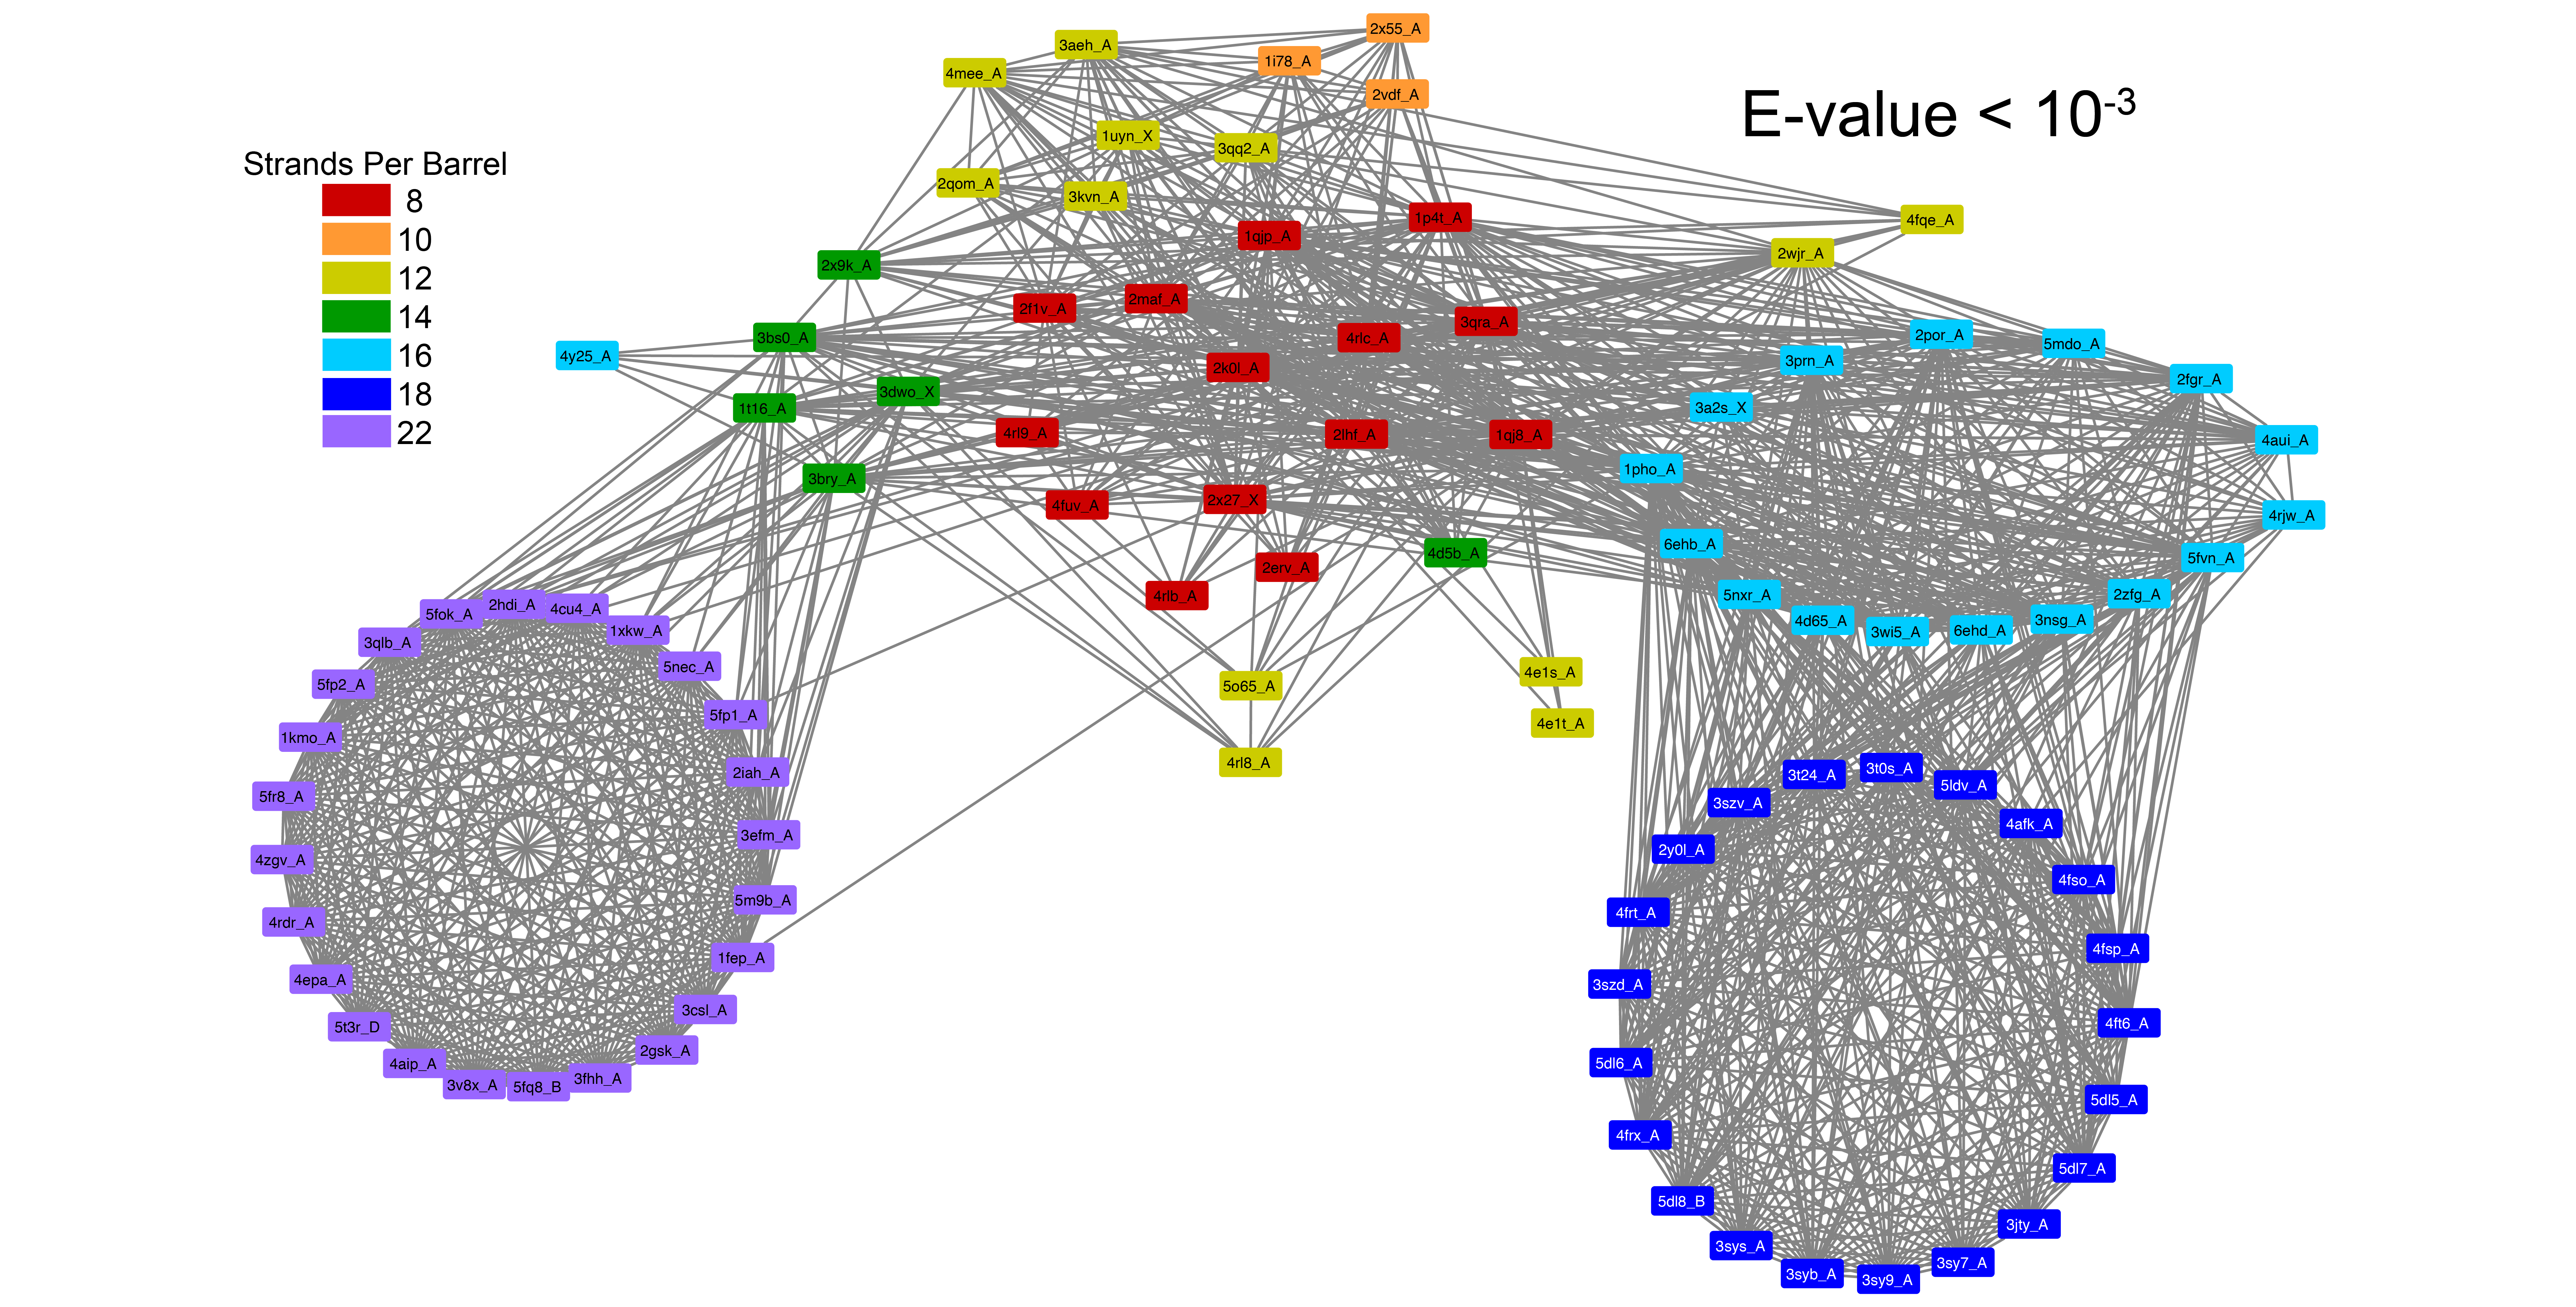 2x55_A
3aeh_A
1i78_A
4mee_A
2vdf_A
E-value < 10-3
1uyn_X
3qq2_A
Strands Per Barrel
2qom_A
3kvn_A
8
1p4t_A
4fqe_A
1qjp_A
10
2wjr_A
2x9k_A
12
2maf_A
2f1v_A
14
3qra_A
3bs0_A
4rlc_A
2por_A
5mdo_A
4y25_A
16
3prn_A
2k0l_A
2fgr_A
3dwo_X
18
1t16_A
3a2s_X
22
4rl9_A
2lhf_A
1qj8_A
4aui_A
1pho_A
3bry_A
4fuv_A
2x27_X
4rjw_A
6ehb_A
4d5b_A
5fvn_A
2erv_A
4rlb_A
5nxr_A
2zfg_A
5fok_A
2hdi_A
4cu4_A
4d65_A
3nsg_A
3qlb_A
1xkw_A
3wi5_A
6ehd_A
5nec_A
4e1s_A
5fp2_A
5o65_A
5fp1_A
4e1t_A
1kmo_A
4rl8_A
2iah_A
3t24_A
3t0s_A
5ldv_A
5fr8_A
3szv_A
4afk_A
3efm_A
2y0l_A
4zgv_A
4fso_A
5m9b_A
4frt_A
4rdr_A
4fsp_A
1fep_A
4epa_A
3szd_A
3csl_A
4ft6_A
5t3r_D
2gsk_A
4aip_A
5dl6_A
3v8x_A
5fq8_B
3fhh_A
5dl5_A
4frx_A
5dl7_A
5dl8_B
3jty_A
3sys_A
3syb_A
3sy9_A
3sy7_A